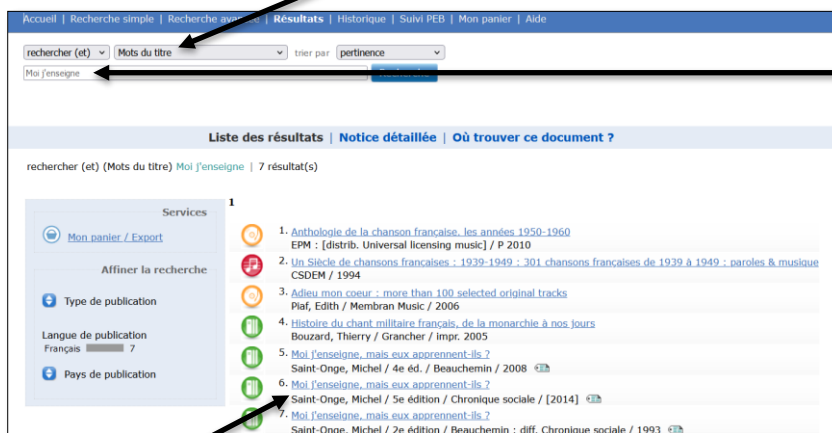 Accueil | Recherche simple | Recherche avancée | Résultats | Historique | Suivi PEB | Mon panier | Aide
rechercher (et) Mots du titre trier par pertinence
Moi j'enseigne
Liste des résultats | Notice détaillée | Où trouver ce document ?
rechercher (et) (Mots du titre) Moi j'enseigne | 7 résultat(s)
Services
Mon panier / Export
Affiner la recherche
Type de publication
Langue de publication
Français 7
Pays de publication
1
1. Anthologie de la chanson française. les années 1950-1960
EPM : [distrib. Universal licensing music] / P 2010
2. Un Siècle de chansons françaises : 1939-1949 : 301 chansons françaises de 1939 à 1949 : paroles & musique
CSDEM / 1994
3. Adieu mon coeur : more than 100 selected original tracks
Piaf, Edith / Membran Music / 2006
4. Histoire du chant militaire français, de la monarchie à nos jours
Bouzard, Thierry / Grancher / impr. 2005
5. Moi j'enseigne, mais eux apprennent-ils ?
Saint-Onge, Michel / 4e éd. / Beauchemin / 2008
6. Moi j'enseigne, mais eux apprennent-ils ?
Saint-Onge, Michel / 5e édition / Chronique sociale / [2014]
7. Moi j'enseigne, mais eux apprennent-ils ?
Saint-Onge, Michel / 2e édition / Beauchemin : diff. Chronique sociale / 1993